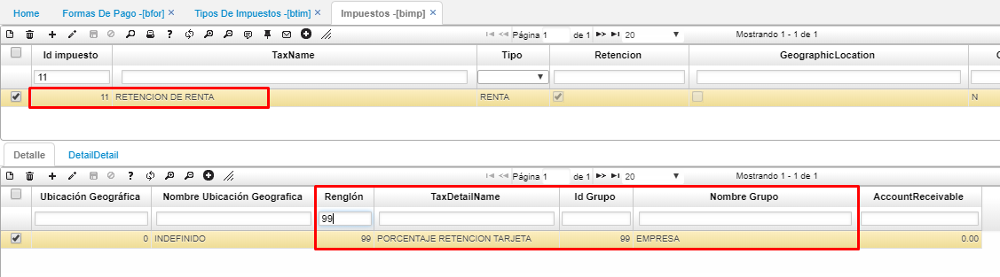 Home Formas De Pago -[bfor] × Tipos De Impuestos -[btim] × Impuestos -[bimp] ×
Página 1 de 1 20 Mostrando 1 - 1 de 1
Id impuesto TaxName Tipo Retencion GeographicLocation
11
11 RETENCION DE RENTA RENTA N
Detalle DetailDetail
Página 1 de 1 20 Mostrando 1 - 1 de 1
Ubicación Geográfica Nombre Ubicación Geografica Renglón TaxDetailName Id Grupo Nombre Grupo AccountReceivable
99
0 INDEFINIDO 99 PORCENTAJE RETENCION TARJETA 99 EMPRESA 0.00